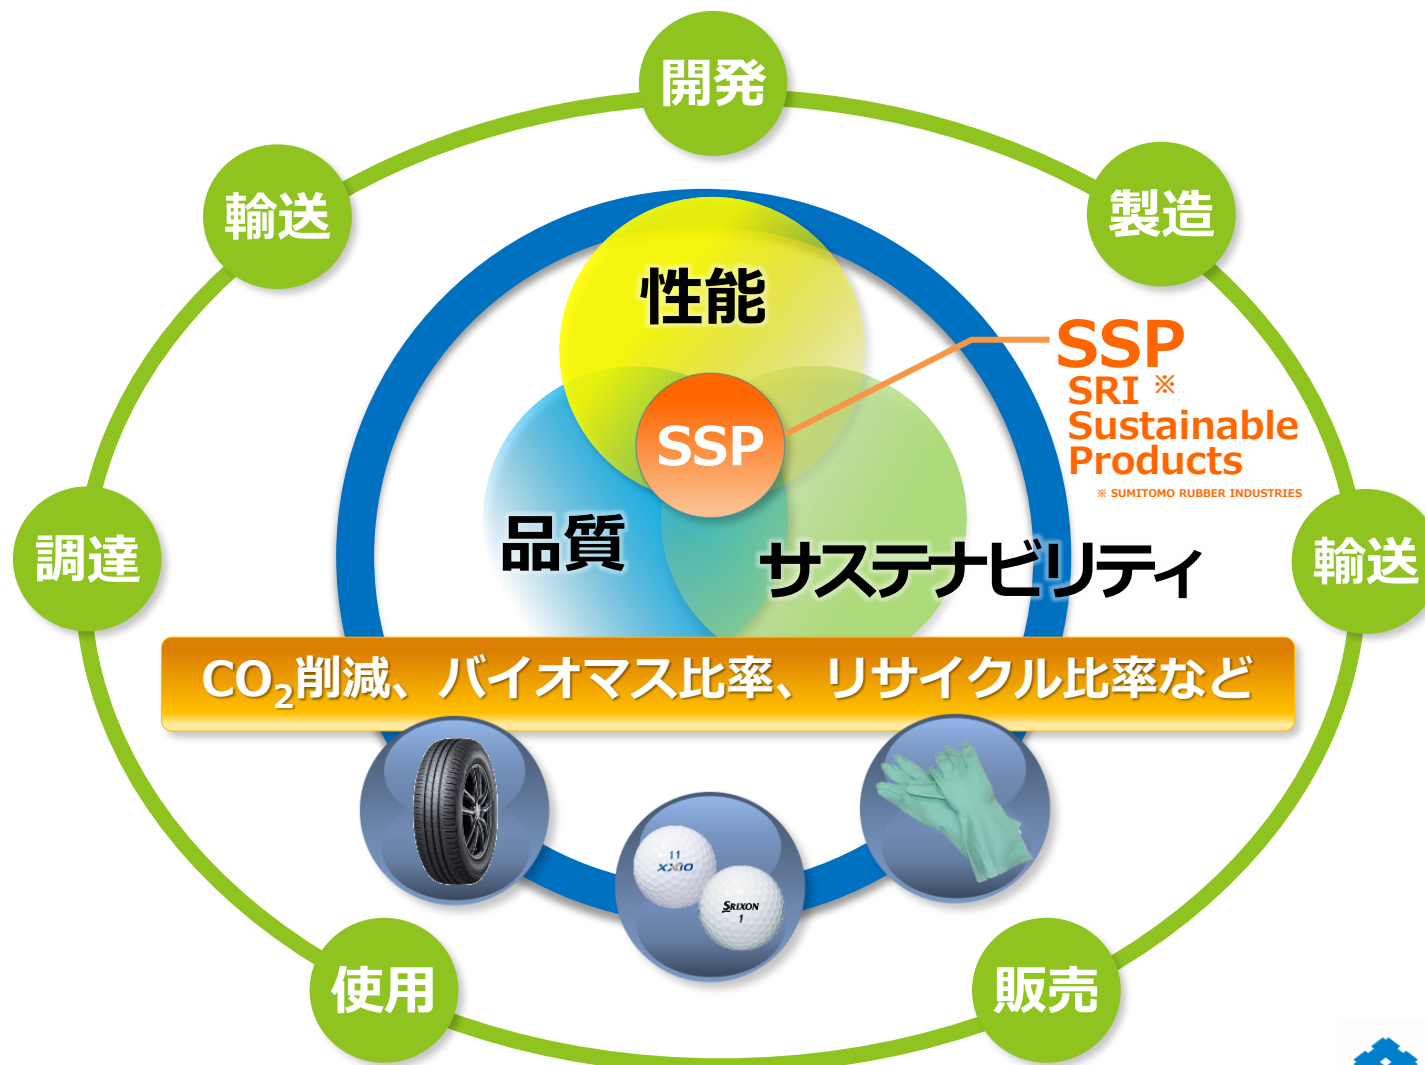 開発
輸送
製造
性能
SSP
SRI ※
Sustainable
Products
※ SUMITOMO RUBBER INDUSTRIES
SSP
品質
サステナビリティ
調達
輸送
CO₂削減、バイオマス比率、リサイクル比率など
11
XXIO
SRIXON
1
使用
販売